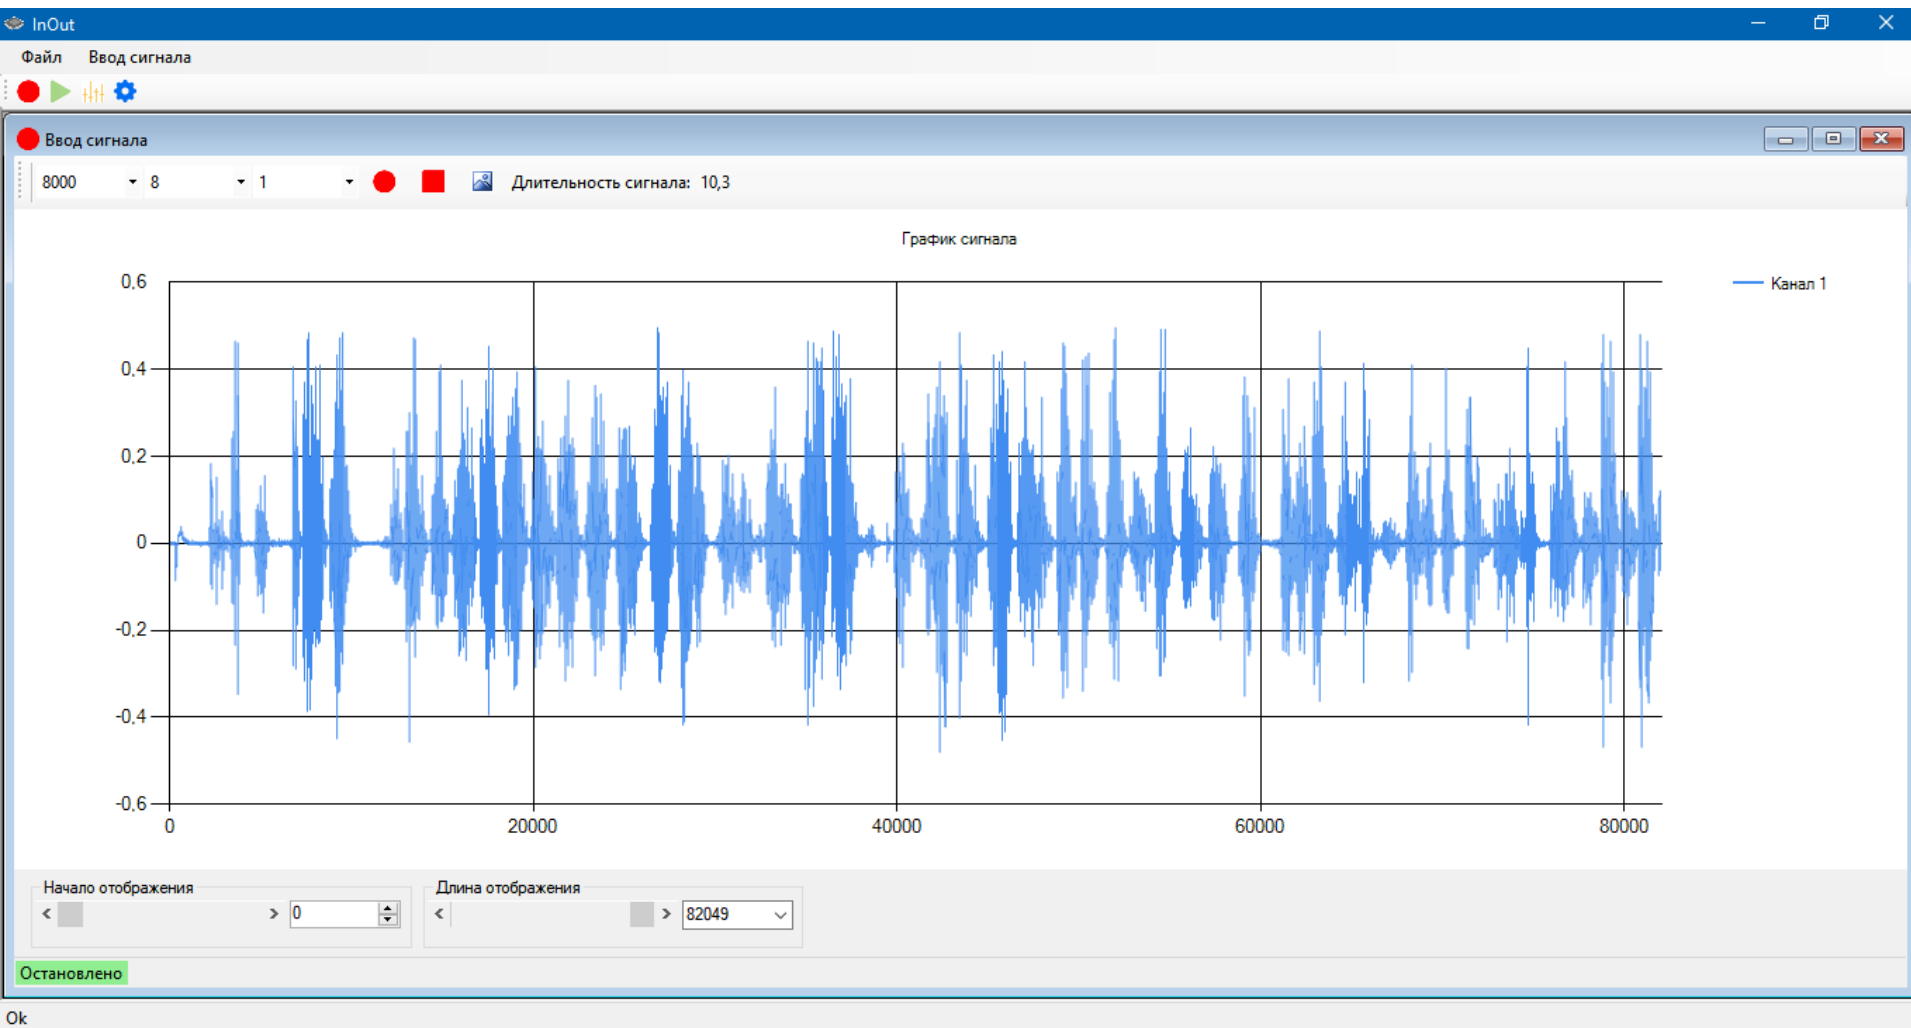 InOut
Файл Ввод сигнала
Ввод сигнала
8000 8 1 Длительность сигнала: 10,3
График сигнала
Канал 1
0,6
0,4
0,2
0
-0,2
-0,4
-0,6
0 20000 40000 60000 80000
Начало отображения Длина отображения
0 82049
Остановлено
Ok